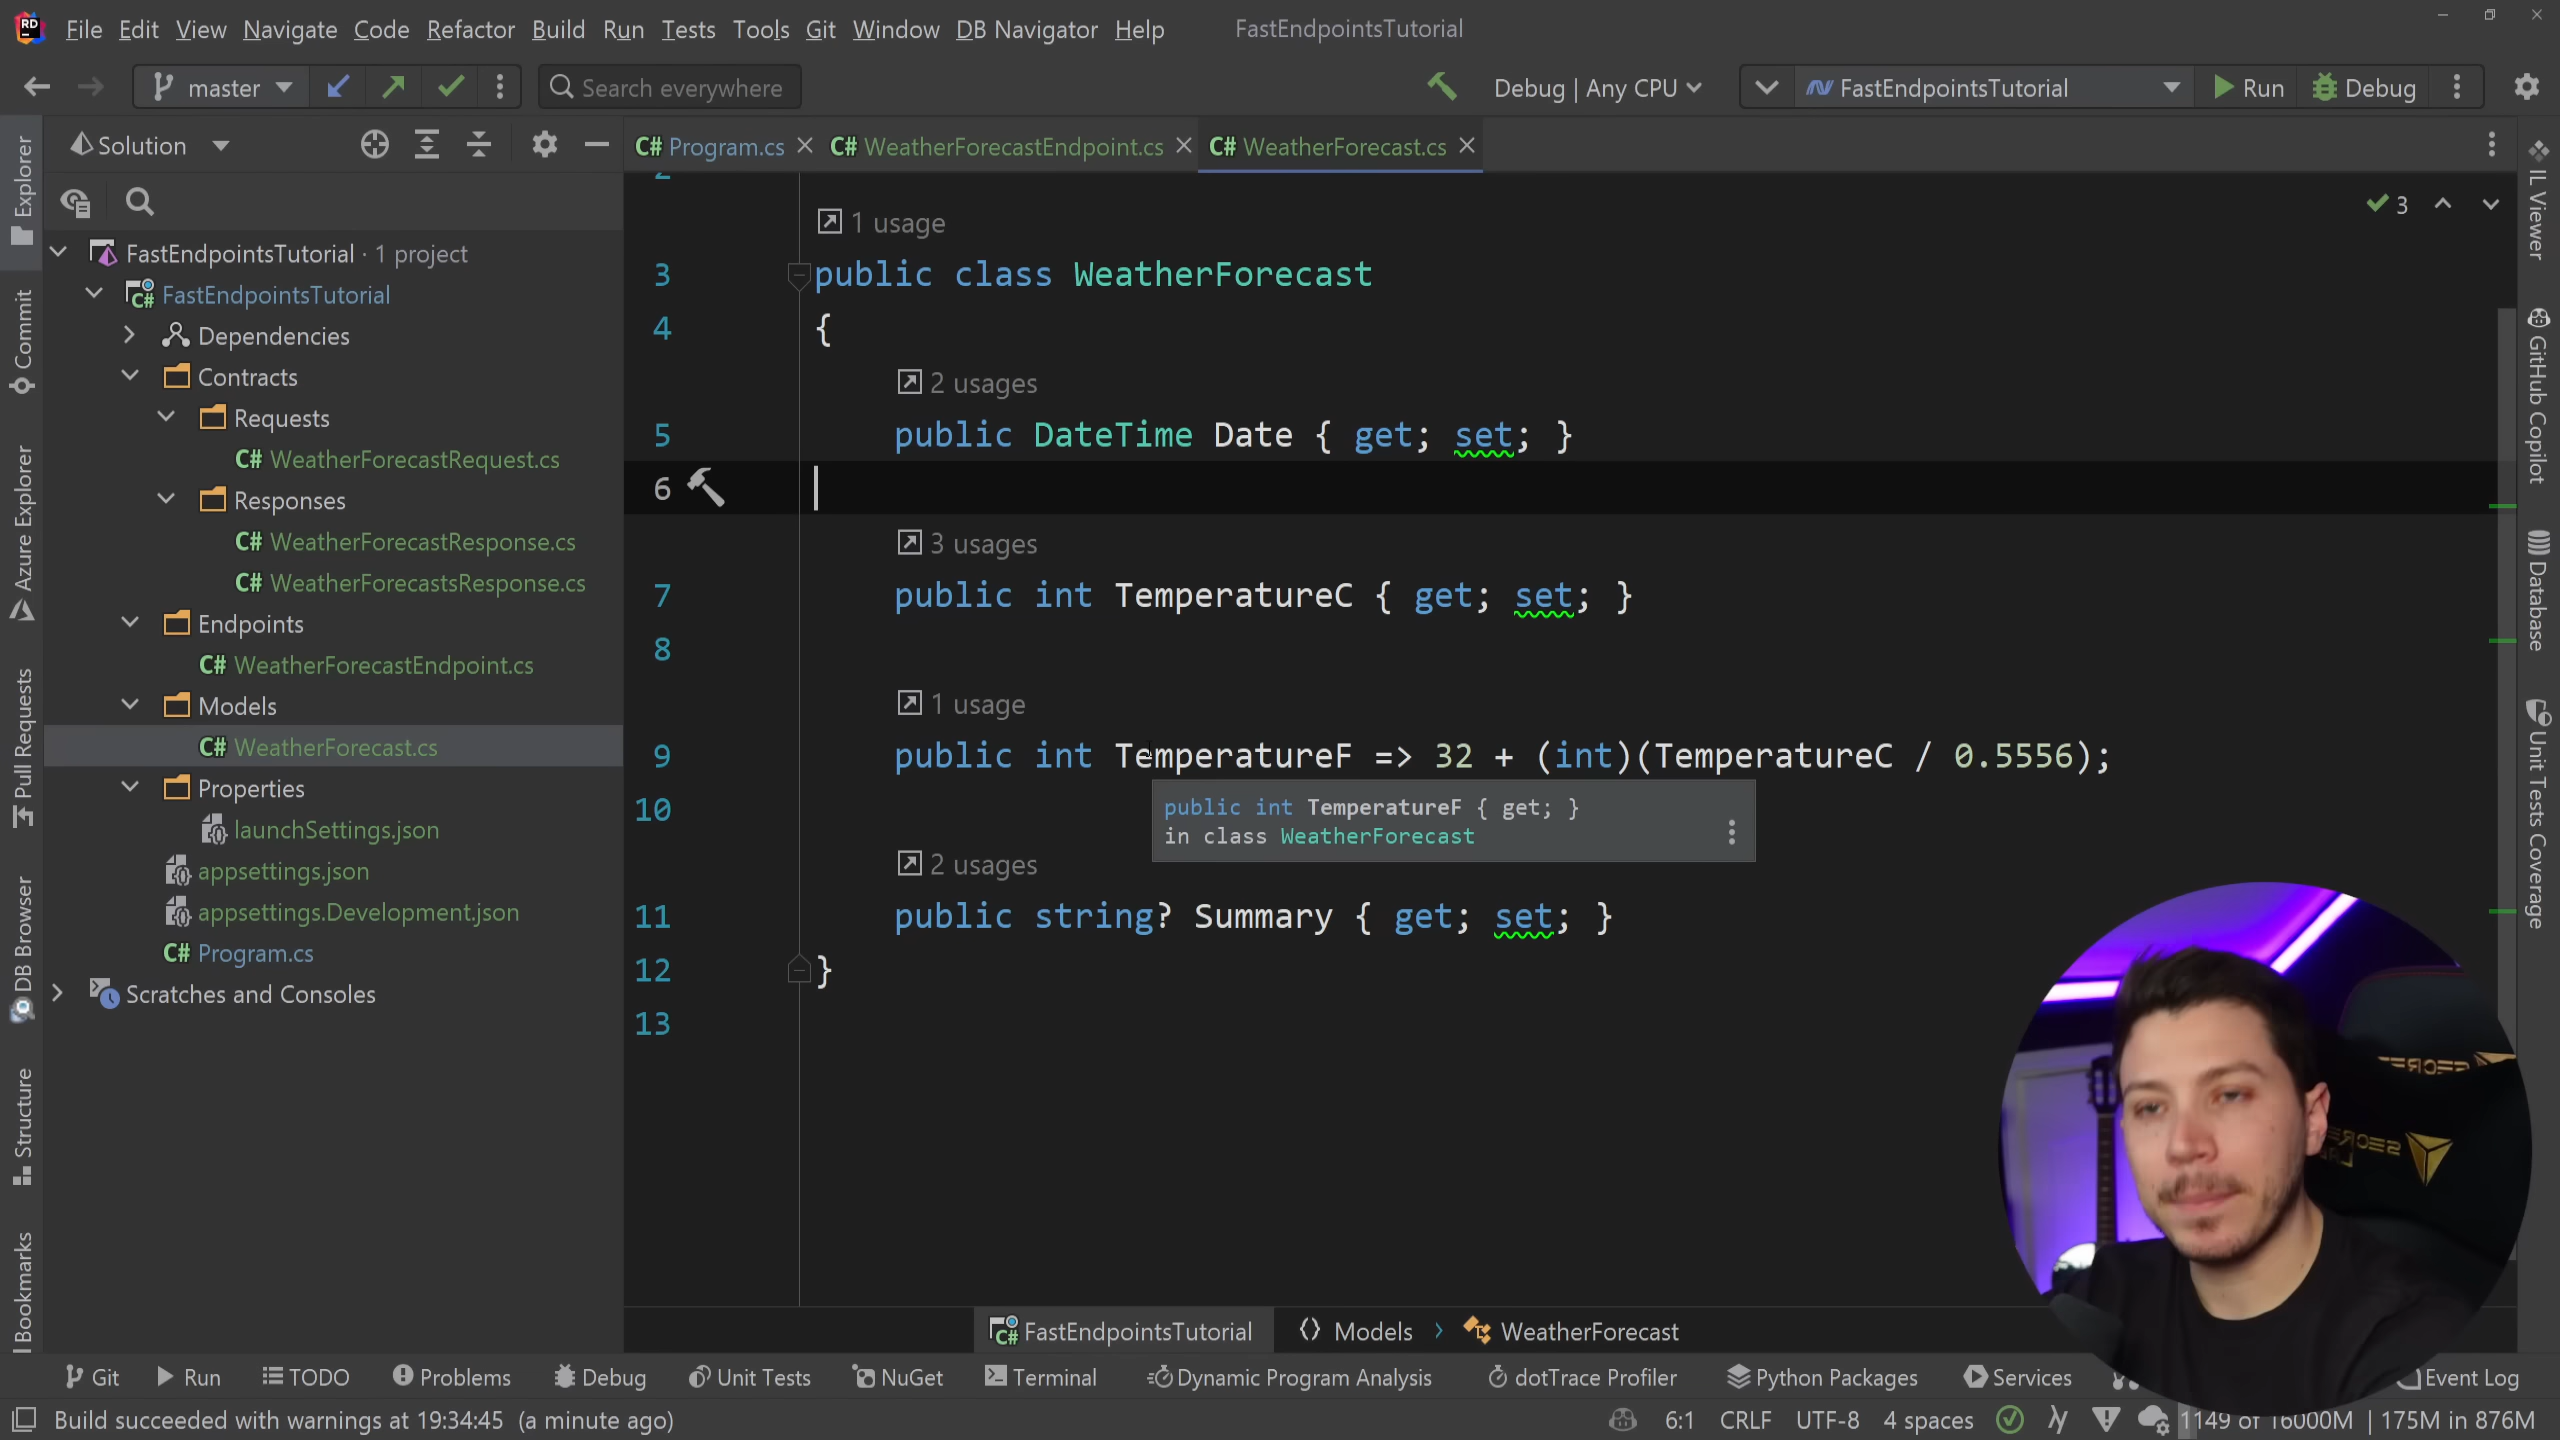 RD File Edit View Navigate Code Refactor Build Run Tests Tools Git Window DB Navigator Help FastEndpointsTutorial
master Search everywhere Debug | Any CPU FastEndpointsTutorial Run Debug
Solution
C# Program.cs C# WeatherForecastEndpoint.cs C# WeatherForecast.cs
Explorer
Commit
Azure Explorer
Pull Requests
DB Browser
Structure
Bookmarks
FastEndpointsTutorial · 1 project
C# FastEndpointsTutorial
Dependencies
Contracts
Requests
C# WeatherForecastRequest.cs
Responses
C# WeatherForecastResponse.cs
C# WeatherForecastsResponse.cs
Endpoints
C# WeatherForecastEndpoint.cs
Models
C# WeatherForecast.cs
Properties
launchSettings.json
appsettings.json
appsettings.Development.json
C# Program.cs
Scratches and Consoles
2
1 usage
3 public class WeatherForecast
4 {
2 usages
5 public DateTime Date { get; set; }
6
3 usages
7 public int TemperatureC { get; set; }
8
1 usage
9 public int TemperatureF => 32 + (int)(TemperatureC / 0.5556);
10
public int TemperatureF { get; }
in class WeatherForecast
2 usages
11 public string? Summary { get; set; }
12 }
13
3
IL Viewer
GitHub Copilot
Database
Unit Tests Coverage
C# FastEndpointsTutorial Models WeatherForecast
Git Run TODO Problems Debug Unit Tests NuGet Terminal Dynamic Program Analysis dotTrace Profiler Python Packages Services Event Log
Build succeeded with warnings at 19:34:45 (a minute ago) 6:1 CRLF UTF-8 4 spaces 1149 of 16000M | 175M in 876M